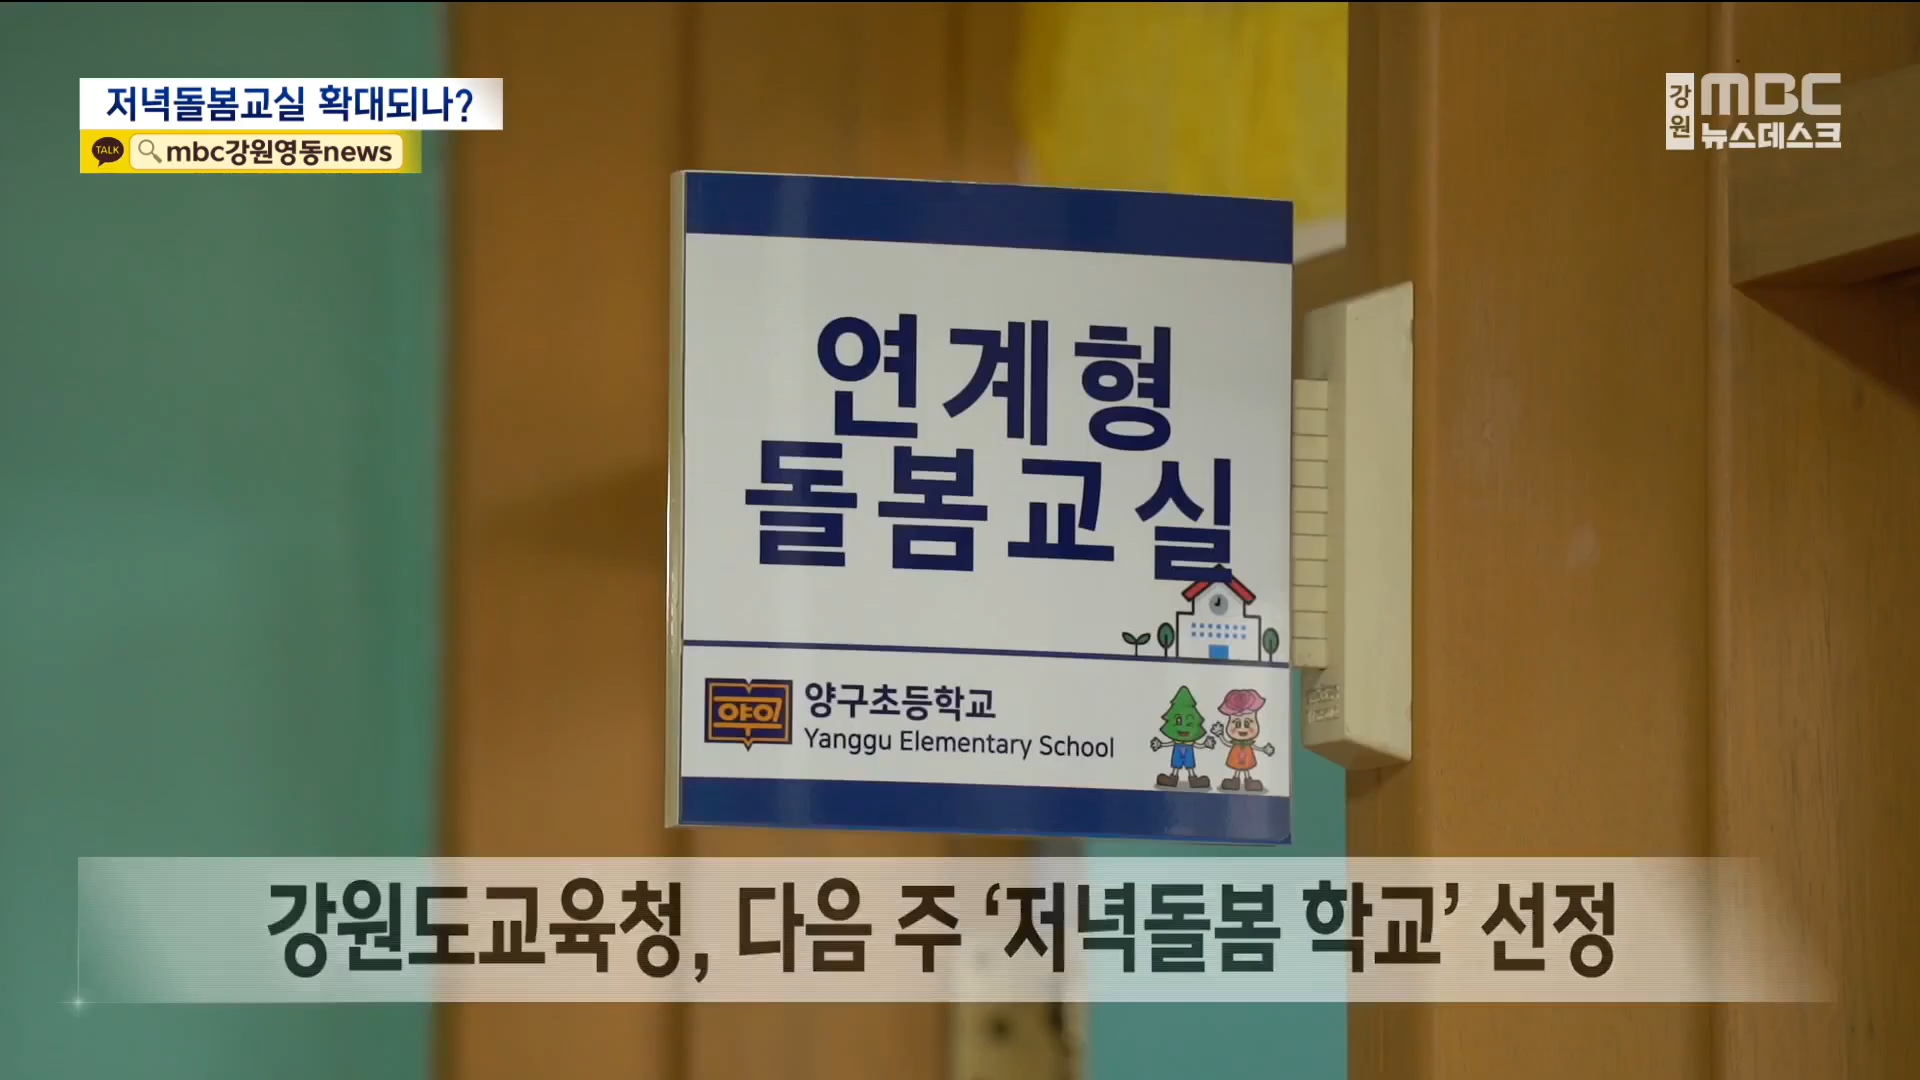 저녁돌봄교실 확대되나?
TALK mbc강원영동news
강원 MBC
뉴스데스크
연계형
돌봄교실
양구초등학교
Yanggu Elementary School
강원도교육청, 다음 주 ‘저녁돌봄 학교’ 선정